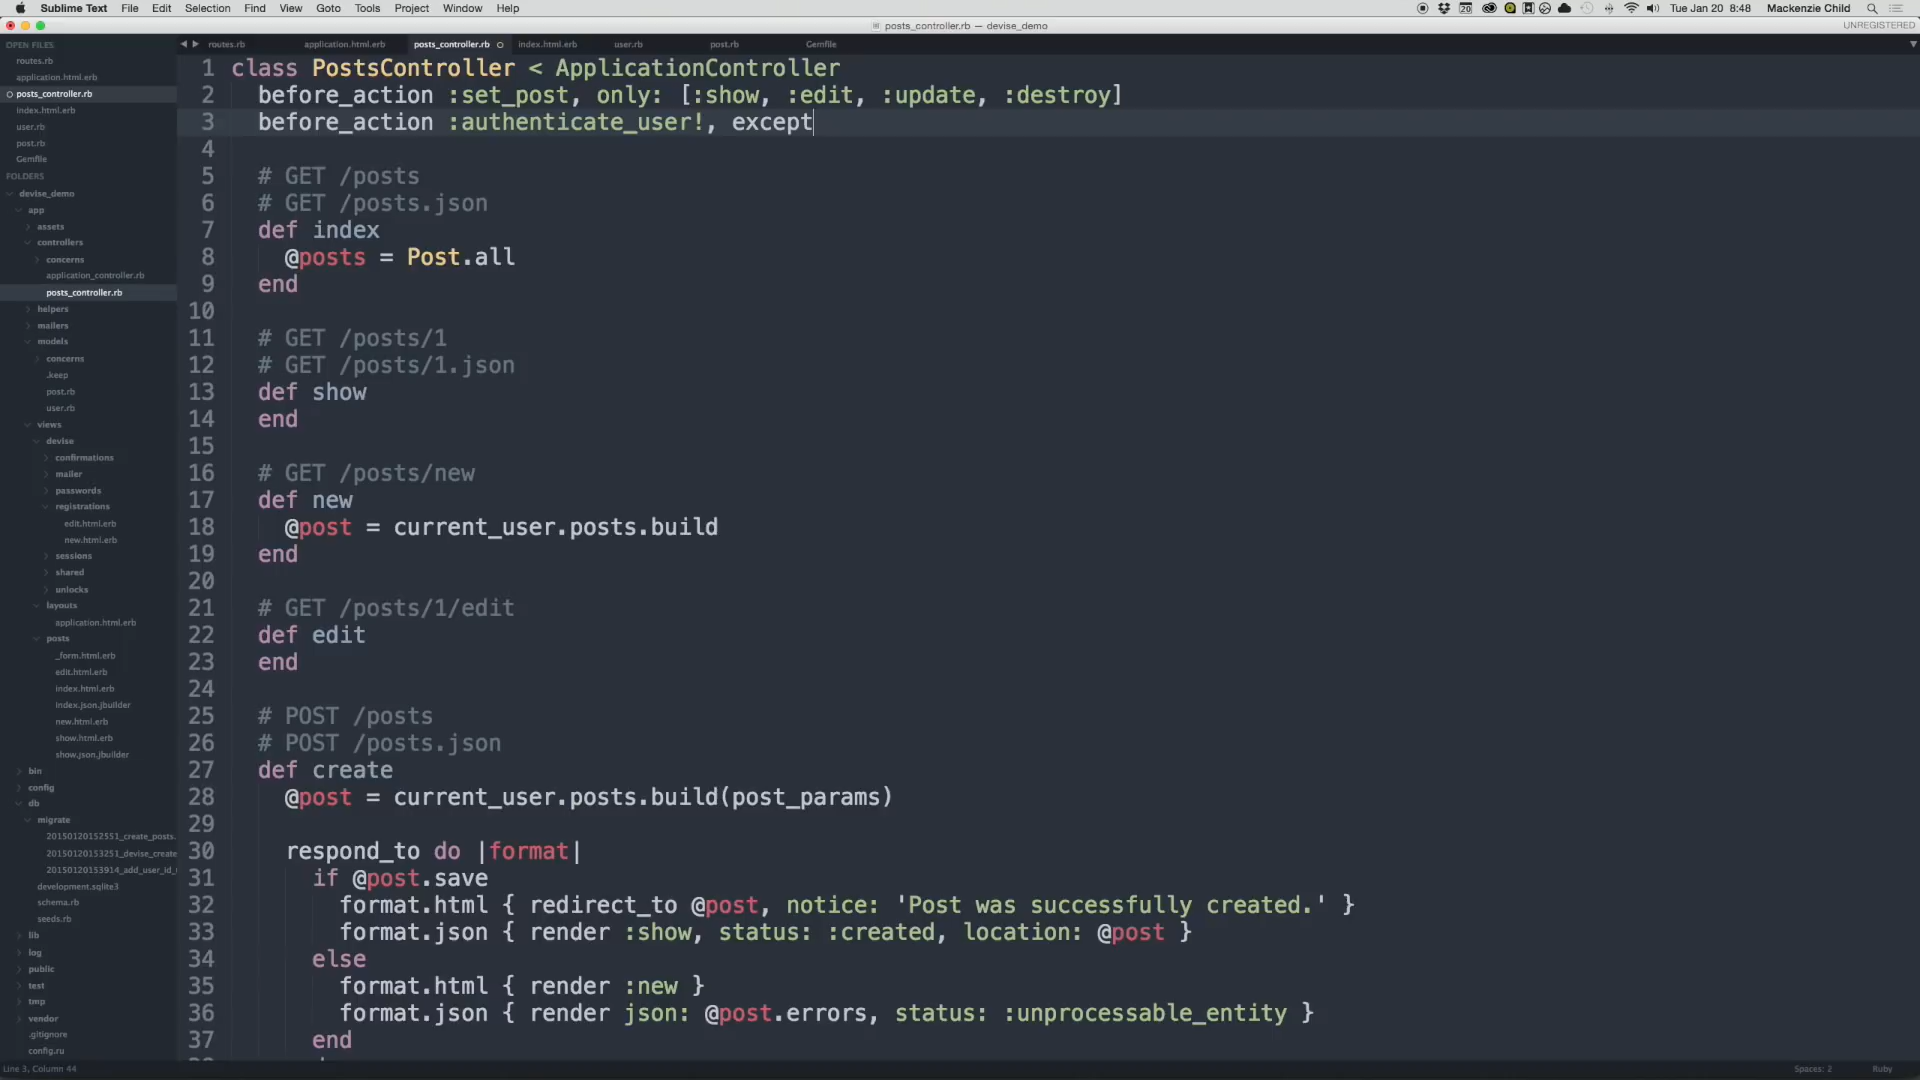 Sublime Text File Edit Selection Find View Goto Tools Project Window Help
20 Tue Jan 20 8:48 Mackenzie Child
posts_controller.rb — devise_demo
UNREGISTERED
OPEN FILES
routes.rb
application.html.erb
posts_controller.rb
index.html.erb
user.rb
post.rb
Gemfile
FOLDERS
devise_demo
app
assets
controllers
concerns
application_controller.rb
posts_controller.rb
helpers
mailers
models
concerns
.keep
post.rb
user.rb
views
devise
confirmations
mailer
passwords
registrations
edit.html.erb
new.html.erb
sessions
shared
unlocks
layouts
application.html.erb
posts
_form.html.erb
edit.html.erb
index.html.erb
index.json.jbuilder
new.html.erb
show.html.erb
show.json.jbuilder
bin
config
db
migrate
20150120152551_create_posts.
20150120153251_devise_create
20150120153914_add_user_id_
development.sqlite3
schema.rb
seeds.rb
lib
log
public
test
tmp
vendor
.gitignore
config.ru
routes.rb application.html.erb posts_controller.rb index.html.erb user.rb post.rb Gemfile
1 class PostsController < ApplicationController
2 before_action :set_post, only: [:show, :edit, :update, :destroy]
3 before_action :authenticate_user!, except
4
5 # GET /posts
6 # GET /posts.json
7 def index
8 @posts = Post.all
9 end
10
11 # GET /posts/1
12 # GET /posts/1.json
13 def show
14 end
15
16 # GET /posts/new
17 def new
18 @post = current_user.posts.build
19 end
20
21 # GET /posts/1/edit
22 def edit
23 end
24
25 # POST /posts
26 # POST /posts.json
27 def create
28 @post = current_user.posts.build(post_params)
29
30 respond_to do |format|
31 if @post.save
32 format.html { redirect_to @post, notice: 'Post was successfully created.' }
33 format.json { render :show, status: :created, location: @post }
34 else
35 format.html { render :new }
36 format.json { render json: @post.errors, status: :unprocessable_entity }
37 end
Line 3, Column 44
Spaces: 2 Ruby